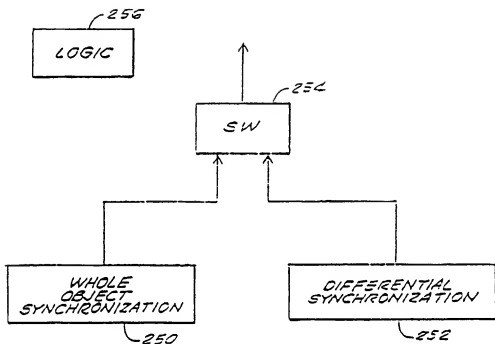 256
LOGIC
254
SW
WHOLE
OBJECT
SYNCHRONIZATION
250
DIFFERENTIAL
SYNCHRONIZATION
252